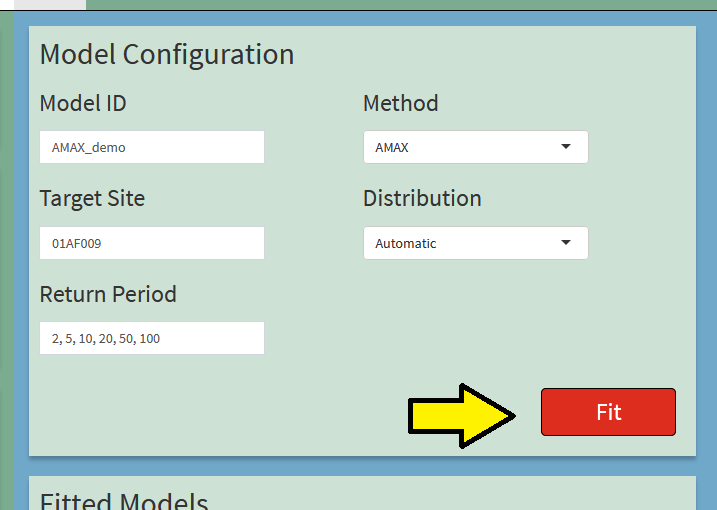 Model Configuration
Model ID
Method
AMAX_demo
AMAX
Target Site
Distribution
01AF009
Automatic
Return Period
2, 5, 10, 20, 50, 100
Fit
Fitted Models